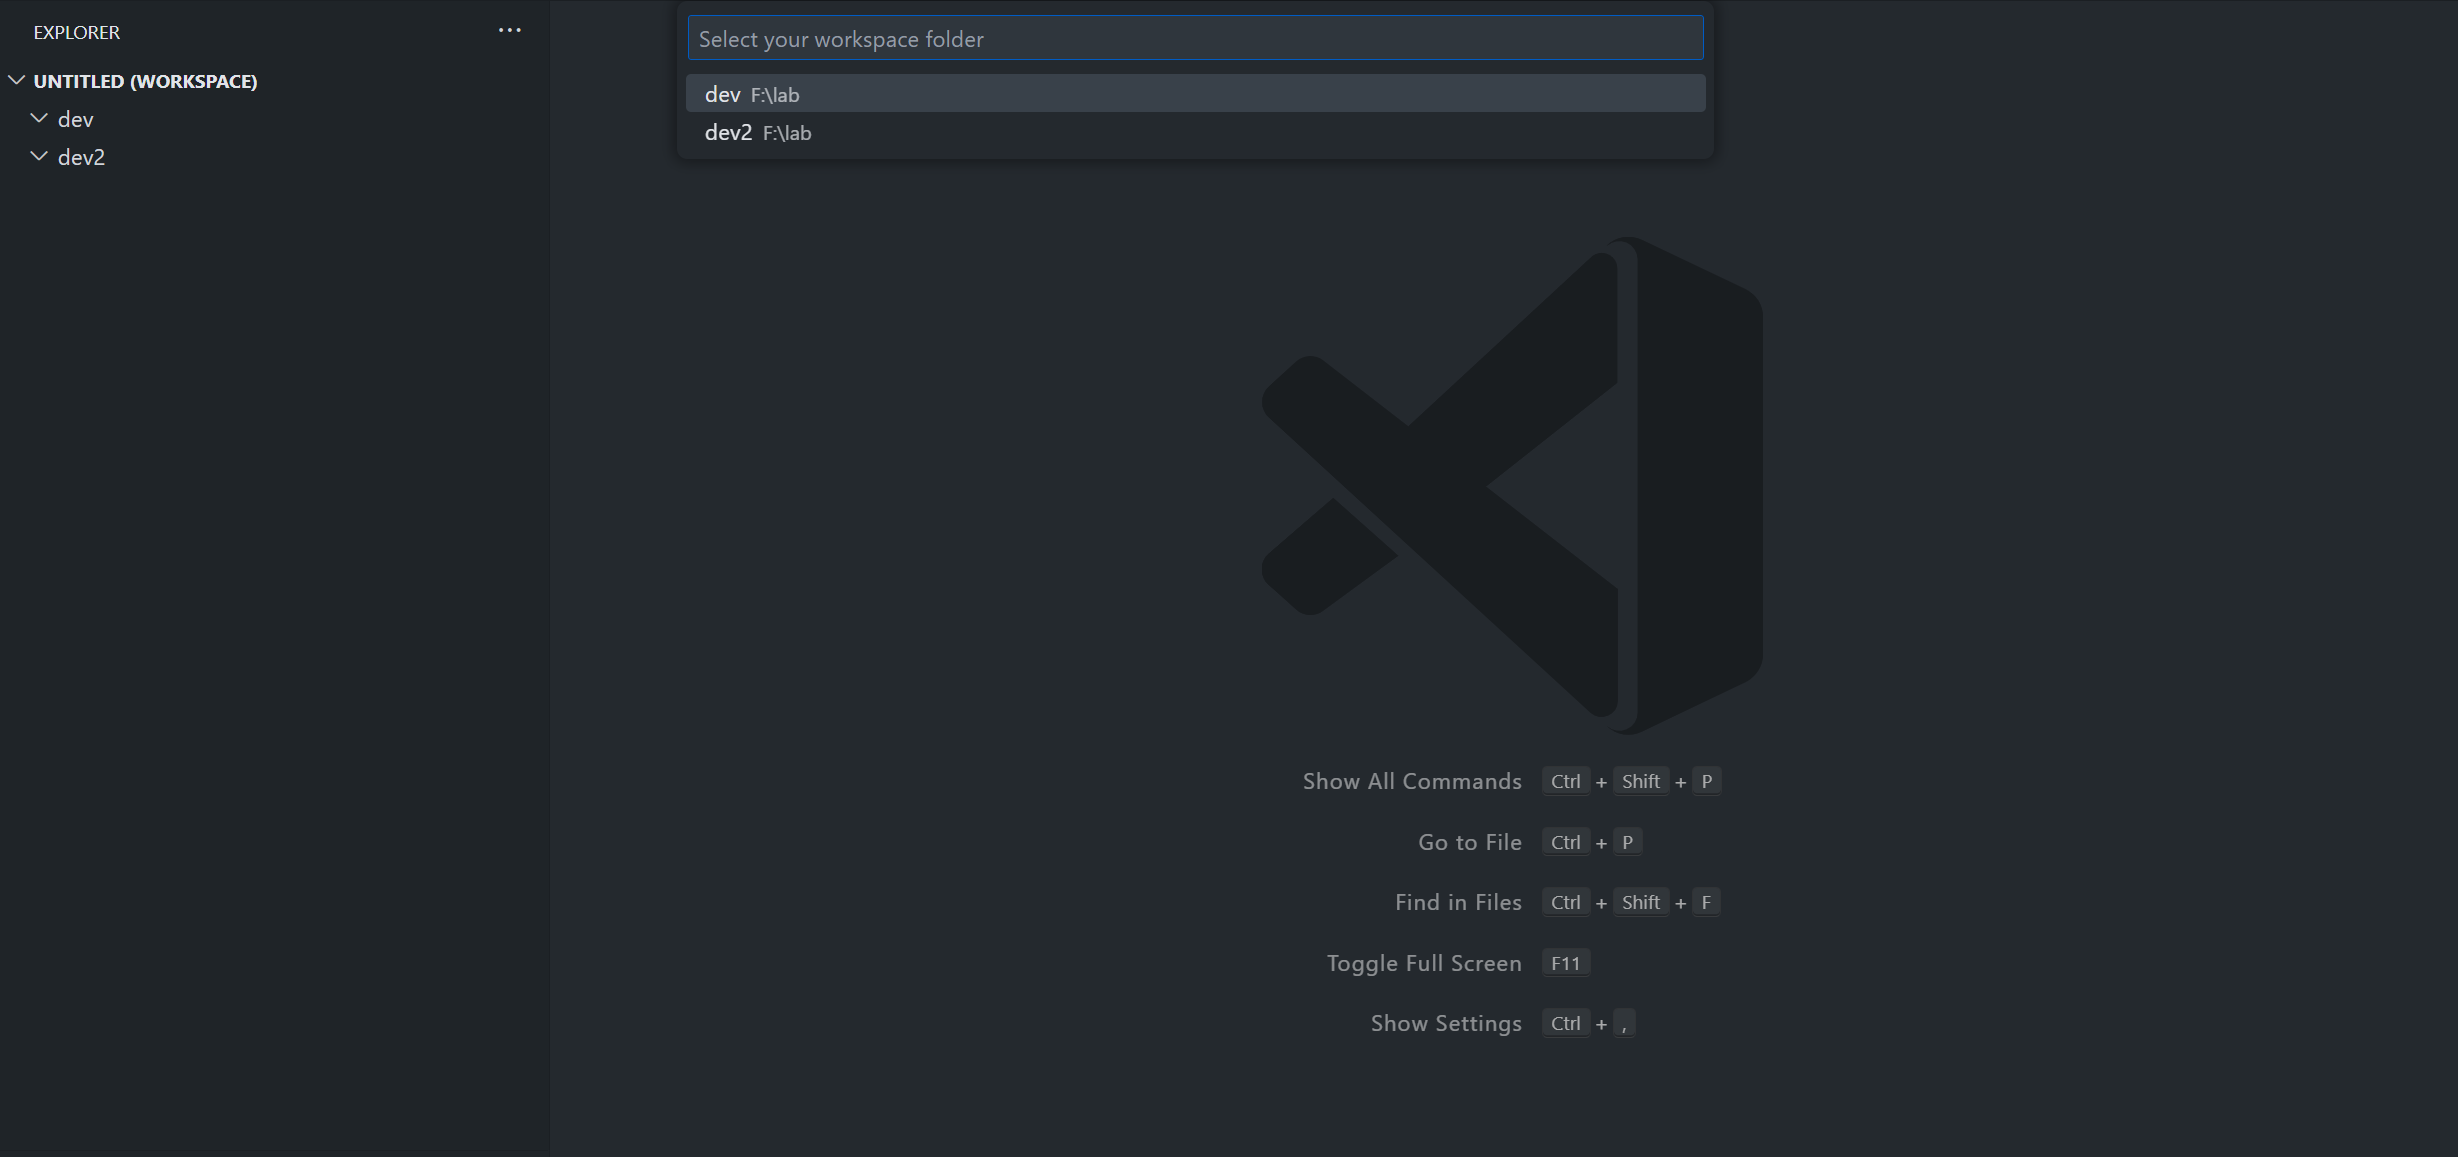 EXPLORER ...
UNTITLED (WORKSPACE)
dev
dev2
Select your workspace folder
dev F:\lab
dev2 F:\lab
Show All Commands Ctrl + Shift + P
Go to File Ctrl + P
Find in Files Ctrl + Shift + F
Toggle Full Screen F11
Show Settings Ctrl + ,